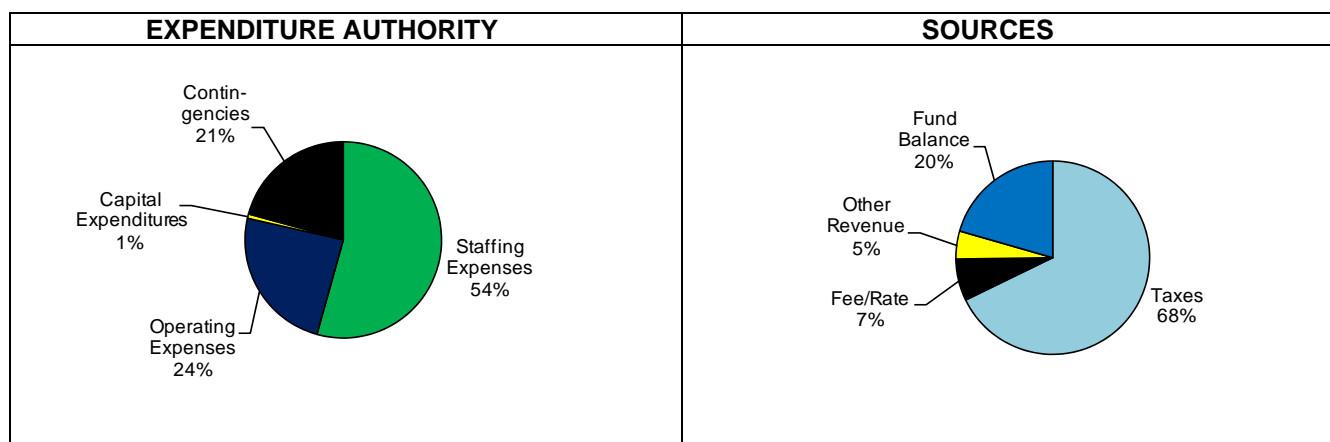 EXPENDITURE AUTHORITY
Contin-
gencies
21%
Capital
Expenditures
1%
Operating
Expenses
24%
Staffing
Expenses
54%
SOURCES
Fund
Balance
20%
Other
Revenue
5%
Fee/Rate
7%
Taxes
68%